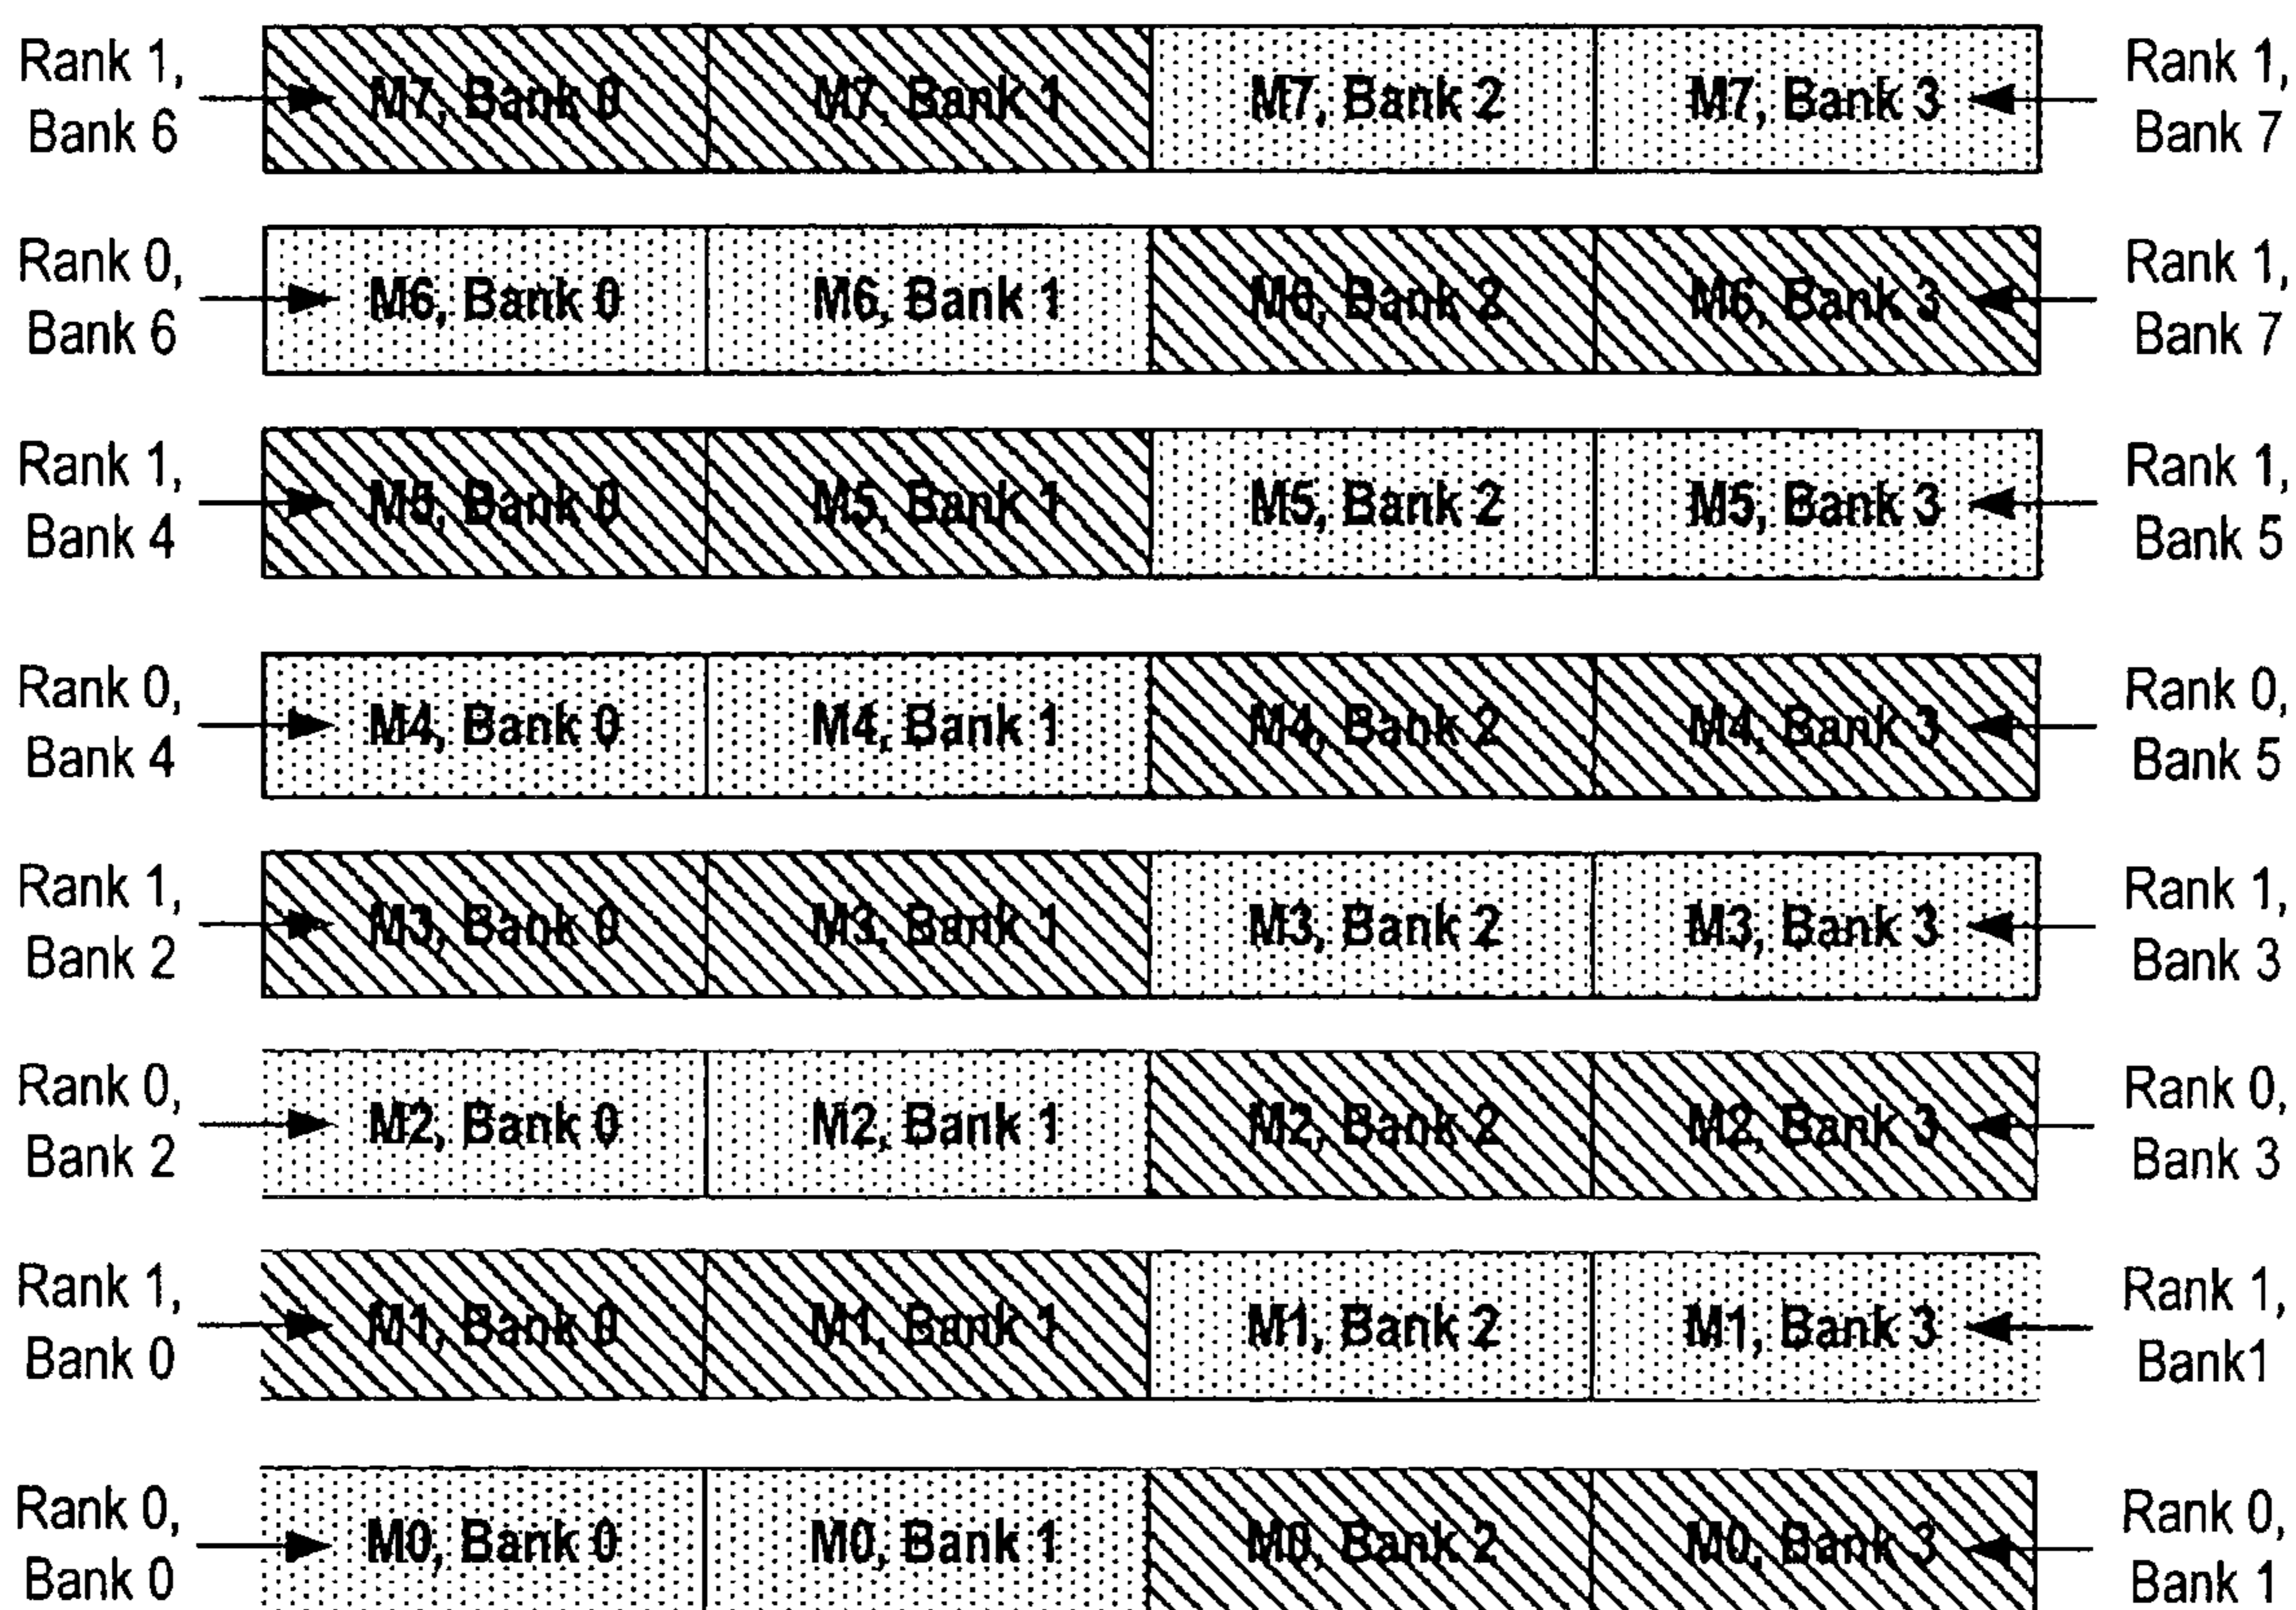 Rank 1,
Bank 6
M7, Bank 0
M7, Bank 1
M7, Bank 2
M7, Bank 3
Rank 1,
Bank 7
Rank 0,
Bank 6
M6, Bank 0
M6, Bank 1
M6, Bank 2
M6, Bank 3
Rank 1,
Bank 7
Rank 1,
Bank 4
M5, Bank 0
M5, Bank 1
M5, Bank 2
M5, Bank 3
Rank 1,
Bank 5
Rank 0,
Bank 4
M4, Bank 0
M4, Bank 1
M4, Bank 2
M4, Bank 3
Rank 0,
Bank 5
Rank 1,
Bank 2
M3, Bank 0
M3, Bank 1
M3, Bank 2
M3, Bank 3
Rank 1,
Bank 3
Rank 0,
Bank 2
M2, Bank 0
M2, Bank 1
M2, Bank 2
M2, Bank 3
Rank 0,
Bank 3
Rank 1,
Bank 0
M1, Bank 0
M1, Bank 1
M1, Bank 2
M1, Bank 3
Rank 1,
Bank1
Rank 0,
Bank 0
M0, Bank 0
M0, Bank 1
M0, Bank 2
M0, Bank 3
Rank 0,
Bank 1